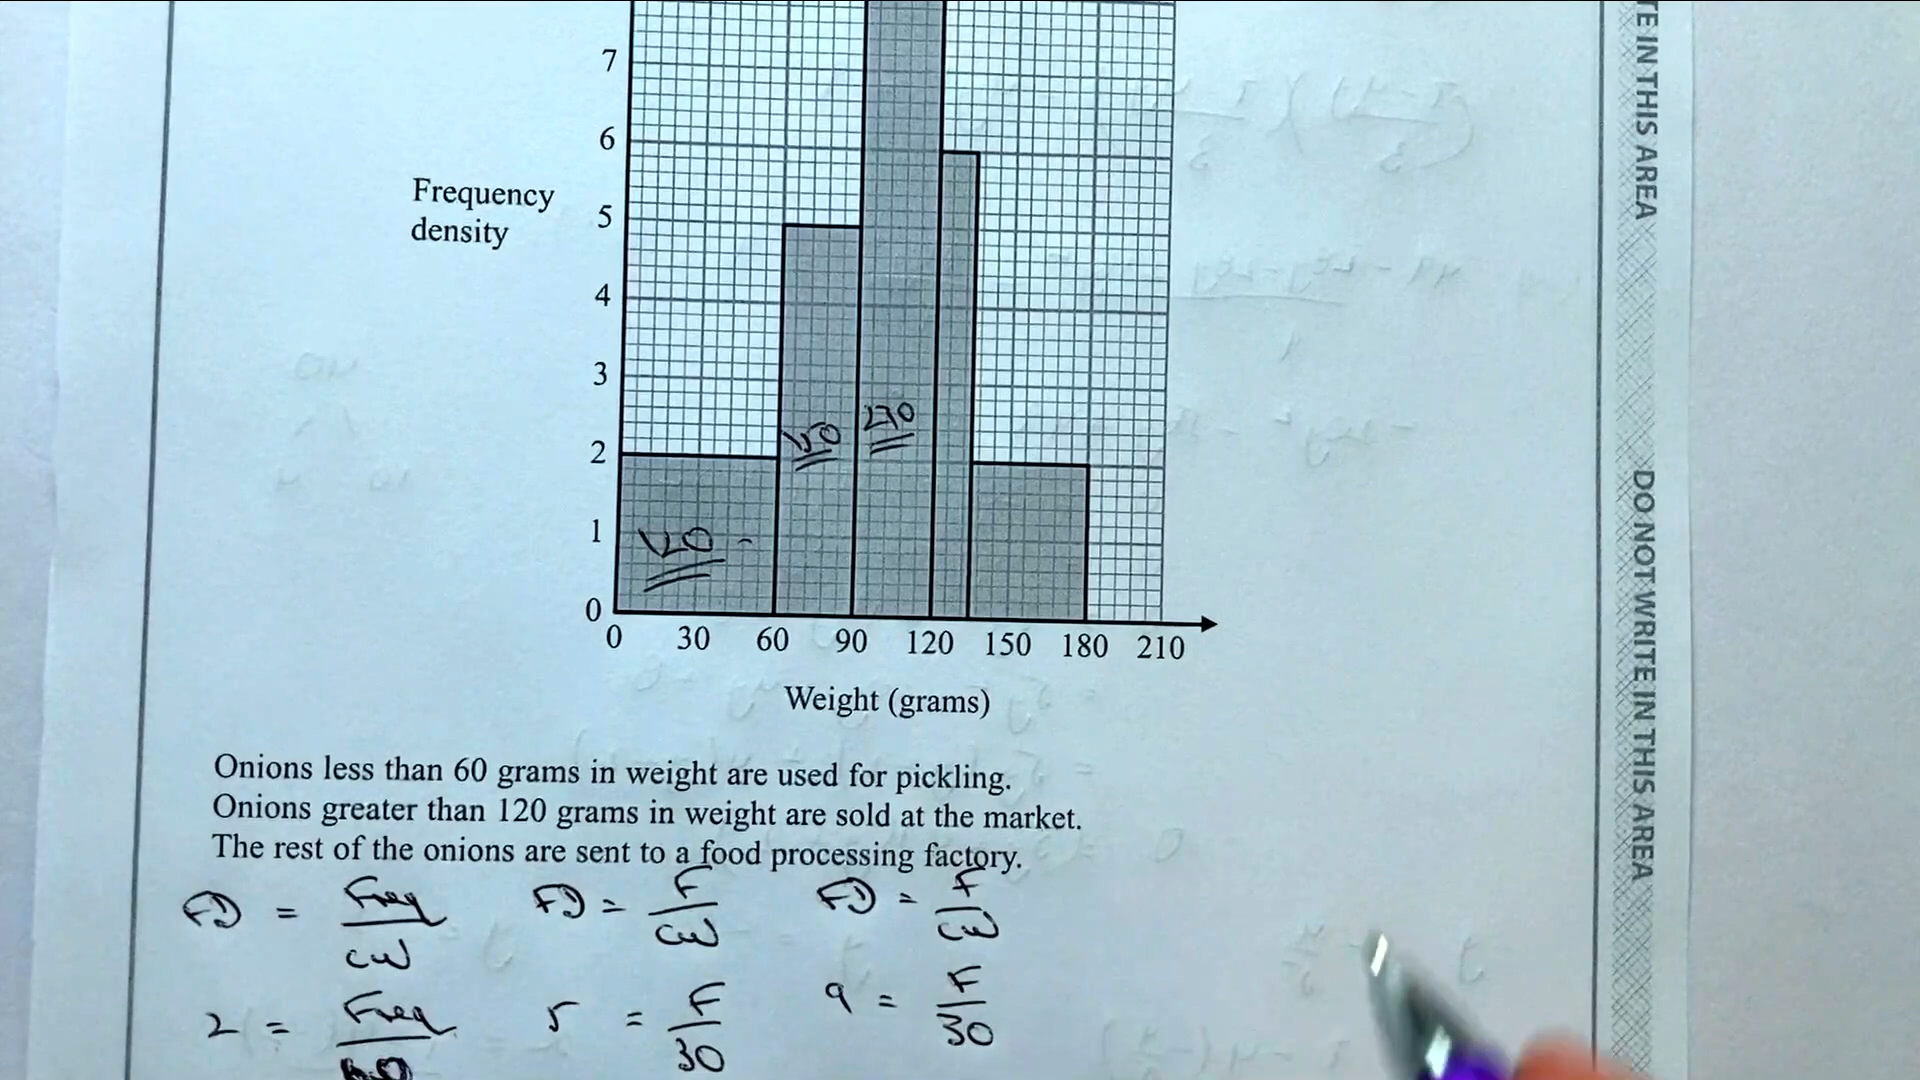 7
6
Frequency
density
5
4
3
2
1
0
150
270
120
0 30 60 90 120 150 180 210
Weight (grams)
Onions less than 60 grams in weight are used for pickling.
Onions greater than 120 grams in weight are sold at the market.
The rest of the onions are sent to a food processing factory.
FD = Freq / CW FD = F / CW FD = F / CW
2 = Freq / 60 5 = F / 30 9 = F / 30
TE IN THIS AREA
DO NOT WRITE IN THIS AREA